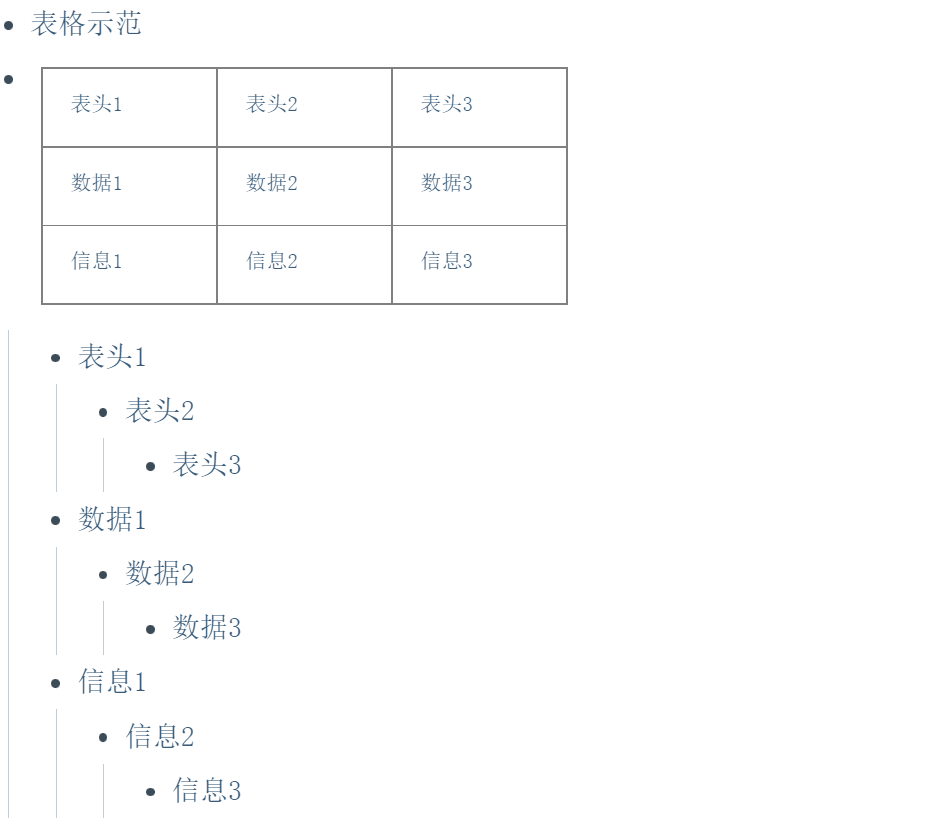 表格示范
表头1 表头2 表头3
数据1 数据2 数据3
信息1 信息2 信息3
表头1
表头2
表头3
数据1
数据2
数据3
信息1
信息2
信息3